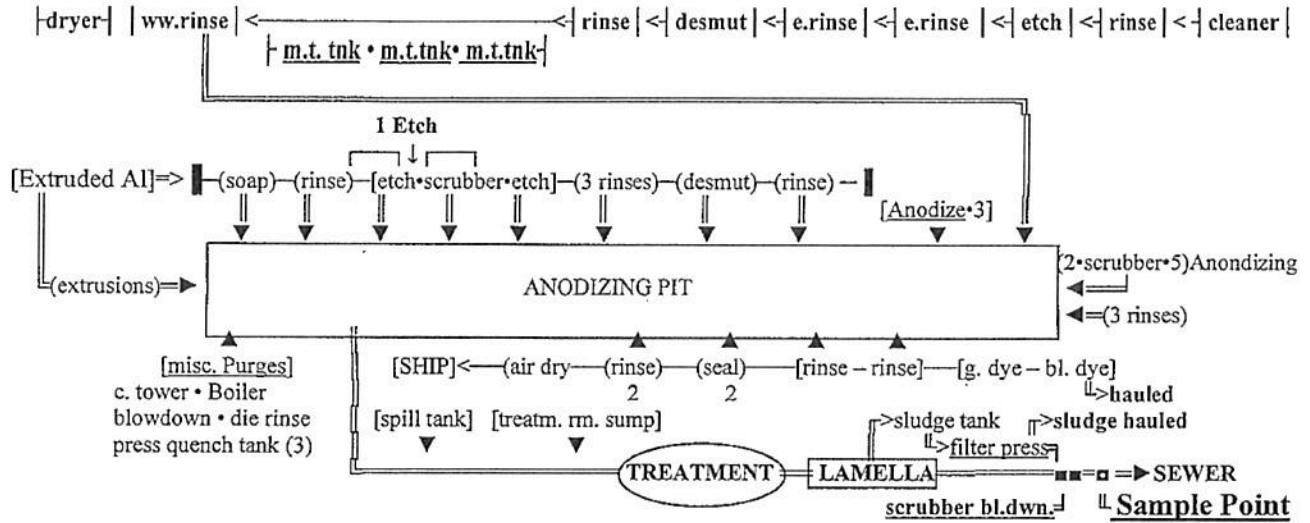 |dryer| |ww.rinse|<————————————|rinse|<|desmut|<|e.rinse|<|e.rinse|<|etch|<|rinse|<|cleaner|
|m.t. tnk • m.t.tnk• m.t.tnk|
1 Etch
[Extruded Al]=> (soap)—(rinse)—[etch•scrubber•etch]—(3 rinses)—(desmut)—(rinse)—
[Anodize•3]
(2•scrubber•5)Anondizing
(extrusions)=> ANODIZING PIT
(3 rinses)
[misc. Purges] [SHIP]<—(air dry—(rinse)—(seal)—[rinse – rinse]—[g. dye – bl. dye]
c. tower • Boiler 2 2 >hauled
blowdown • die rinse [spill tank] [treatm. rm. sump] >sludge tank >sludge hauled
press quench tank (3) >filter press
TREATMENT LAMELLA SEWER
scrubber bl.dwn. Sample Point